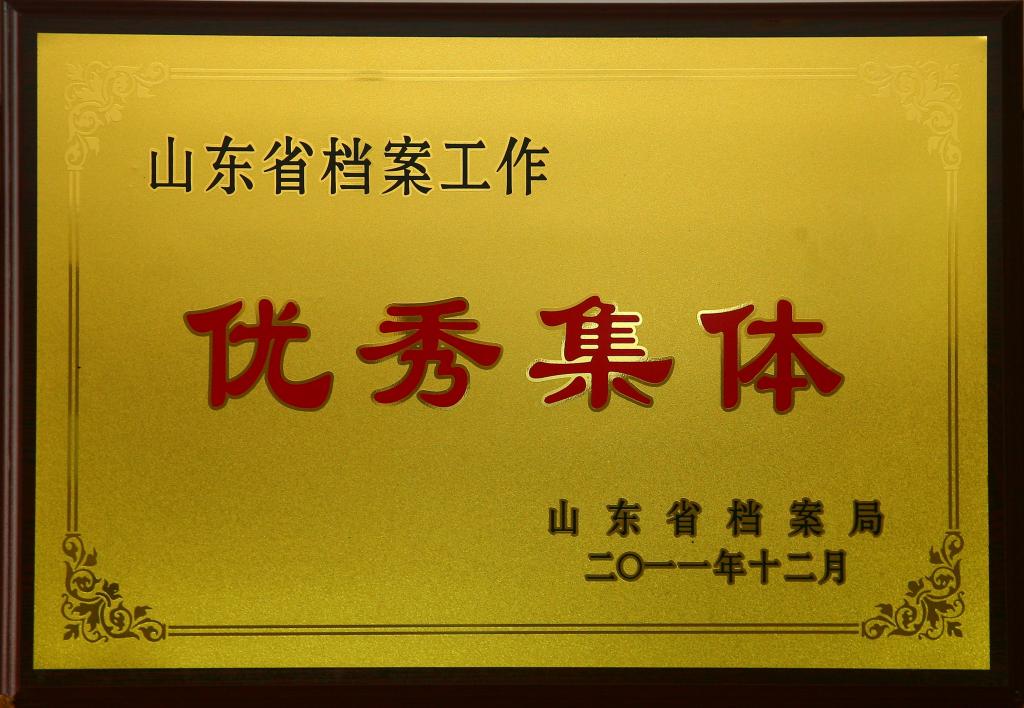 山东省档案工作
优秀集体
山东省档案局
二〇一一年十二月